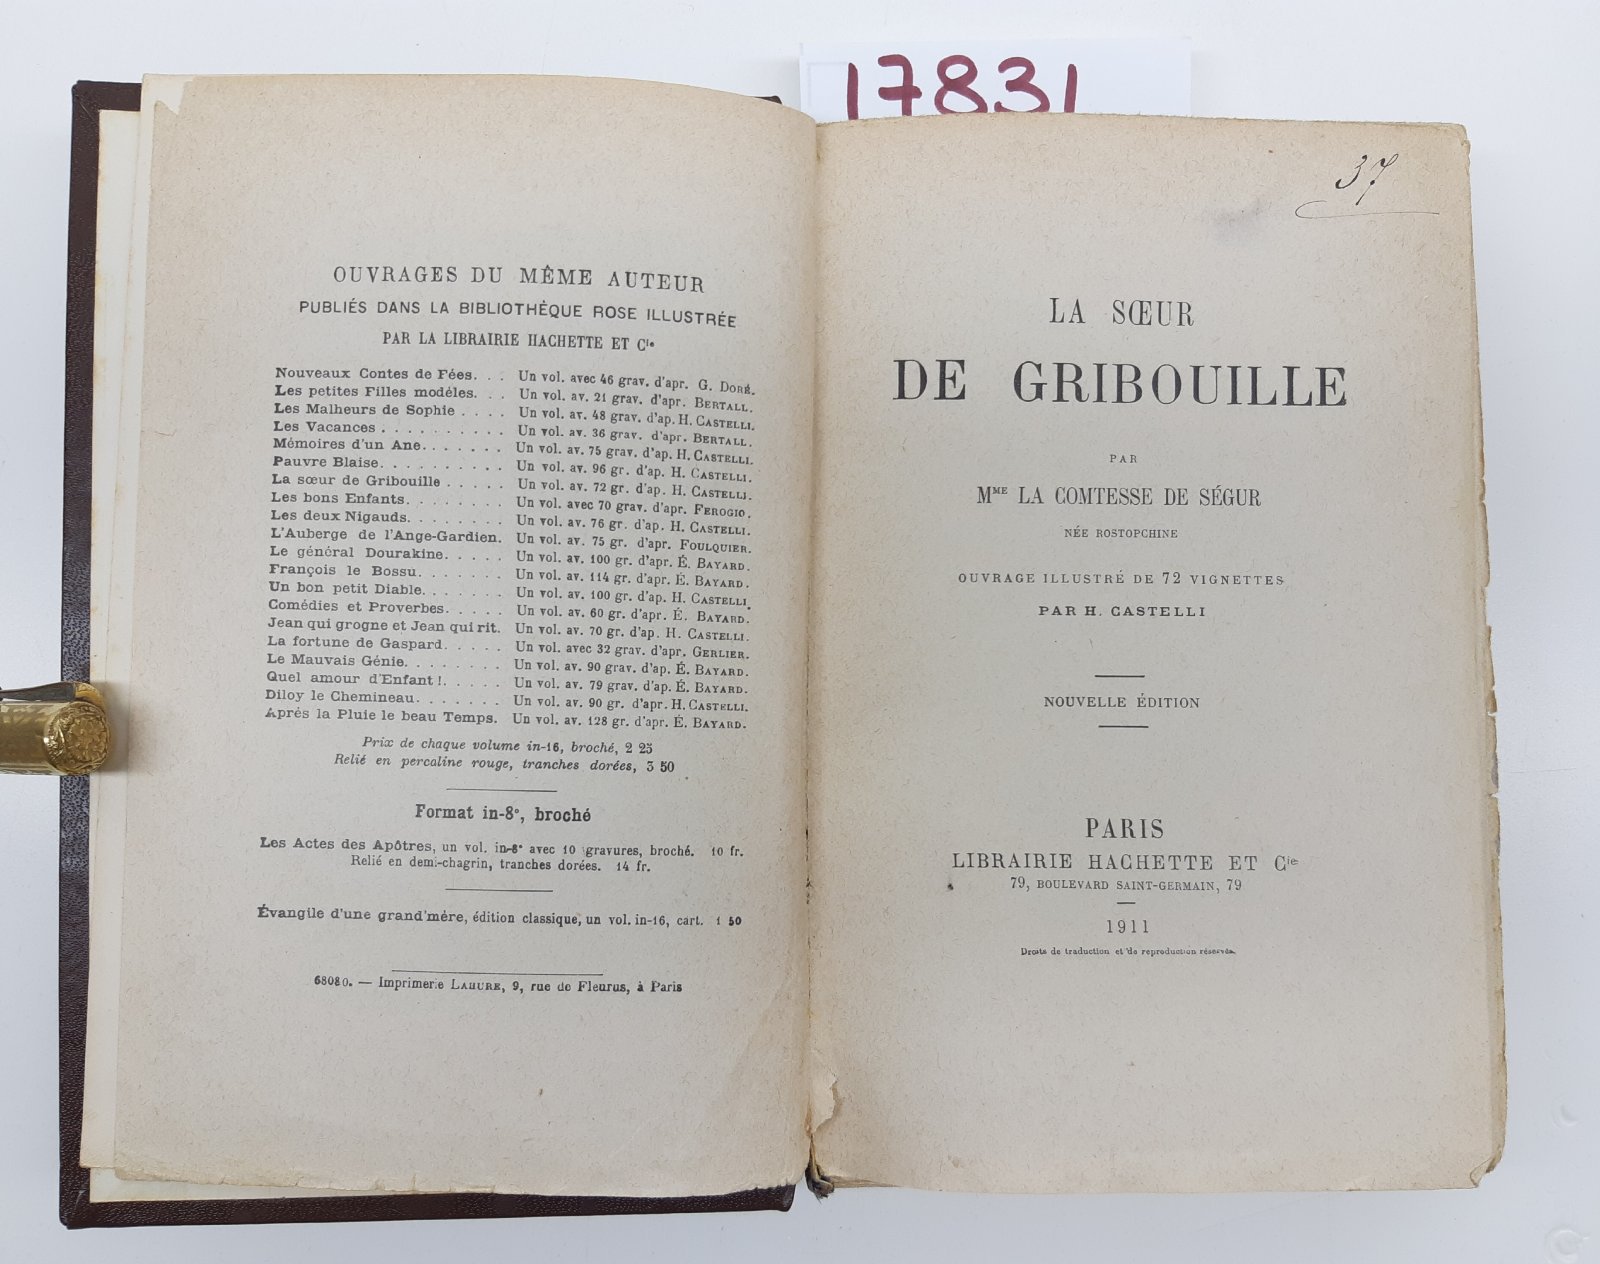 17831
OUVRAGES DU MÊME AUTEUR
PUBLIÉS DANS LA BIBLIOTHÈQUE ROSE ILLUSTRÉE
PAR LA LIBRAIRIE HACHETTE ET Cie
Nouveaux Contes de Fées. . . Un vol. avec 46 grav. d'apr. G. DORÉ.
Les petites Filles modèles. . . Un vol. av. 21 grav. d'apr. BERTALL.
Les Malheurs de Sophie . . . . Un vol. av. 48 grav. d'ap. H. CASTELLI.
Les Vacances . . . . . . . . . . Un vol. av. 36 grav. d'apr. BERTALL.
Mémoires d'un Ane. . . . . . . Un vol. av. 75 grav. d'ap. H. CASTELLI.
Pauvre Blaise. . . . . . . . . . Un vol. av. 96 gr. d'ap. H. CASTELLI.
La sœur de Gribouille . . . . . Un vol. av. 72 gr. d'ap. H. CASTELLI.
Les bons Enfants. . . . . . . . Un vol. avec 70 grav. d'apr. FEROGIO.
Les deux Nigauds. . . . . . . . Un vol. av. 76 gr. d'ap. H. CASTELLI.
L'Auberge de l'Ange-Gardien. Un vol. av. 75 gr. d'apr. FOULQUIER.
Le général Dourakine. . . . . Un vol. av. 100 gr. d'apr. É. BAYARD.
François le Bossu. . . . . . . Un vol. av. 114 gr. d'apr. É. BAYARD.
Un bon petit Diable. . . . . . . Un vol. av. 100 gr. d'ap. H. CASTELLI.
Comédies et Proverbes. . . . . Un vol. av. 60 gr. d'apr. É. BAYARD.
Jean qui grogne et Jean qui rit. Un vol. av. 70 gr. d'ap. H. CASTELLI.
La fortune de Gaspard. . . . . Un vol. avec 32 grav. d'apr. GERLIER.
Le Mauvais Génie. . . . . . . . Un vol. av. 90 grav. d'ap. É. BAYARD.
Quel amour d'Enfant!. . . . . Un vol. av. 79 grav. d'ap. É. BAYARD.
Diloy le Chemineau. . . . . . . Un vol. av. 90 gr. d'apr. H. CASTELLI.
Après la Pluie le beau Temps. Un vol. av. 128 gr. d'apr. É. BAYARD.
Prix de chaque volume in-16, broché, 2 25
Relié en percaline rouge, tranches dorées, 3 50
Format in-8°, broché
Les Actes des Apôtres, un vol. in-8° avec 10 gravures, broché. 10 fr.
Relié en demi-chagrin, tranches dorées. 14 fr.
Évangile d'une grand'mère, édition classique, un vol. in-16, cart. 1 50
68080. — Imprimerie LAHURE, 9, rue de Fleurus, à Paris
37
LA SŒUR
DE GRIBOUILLE
PAR
MME LA COMTESSE DE SÉGUR
NÉE ROSTOPCHINE
OUVRAGE ILLUSTRÉ DE 72 VIGNETTES
PAR H. CASTELLI
NOUVELLE ÉDITION
PARIS
LIBRAIRIE HACHETTE ET Cie
79, BOULEVARD SAINT-GERMAIN, 79
1911
Droits de traduction et de reproduction réservés.